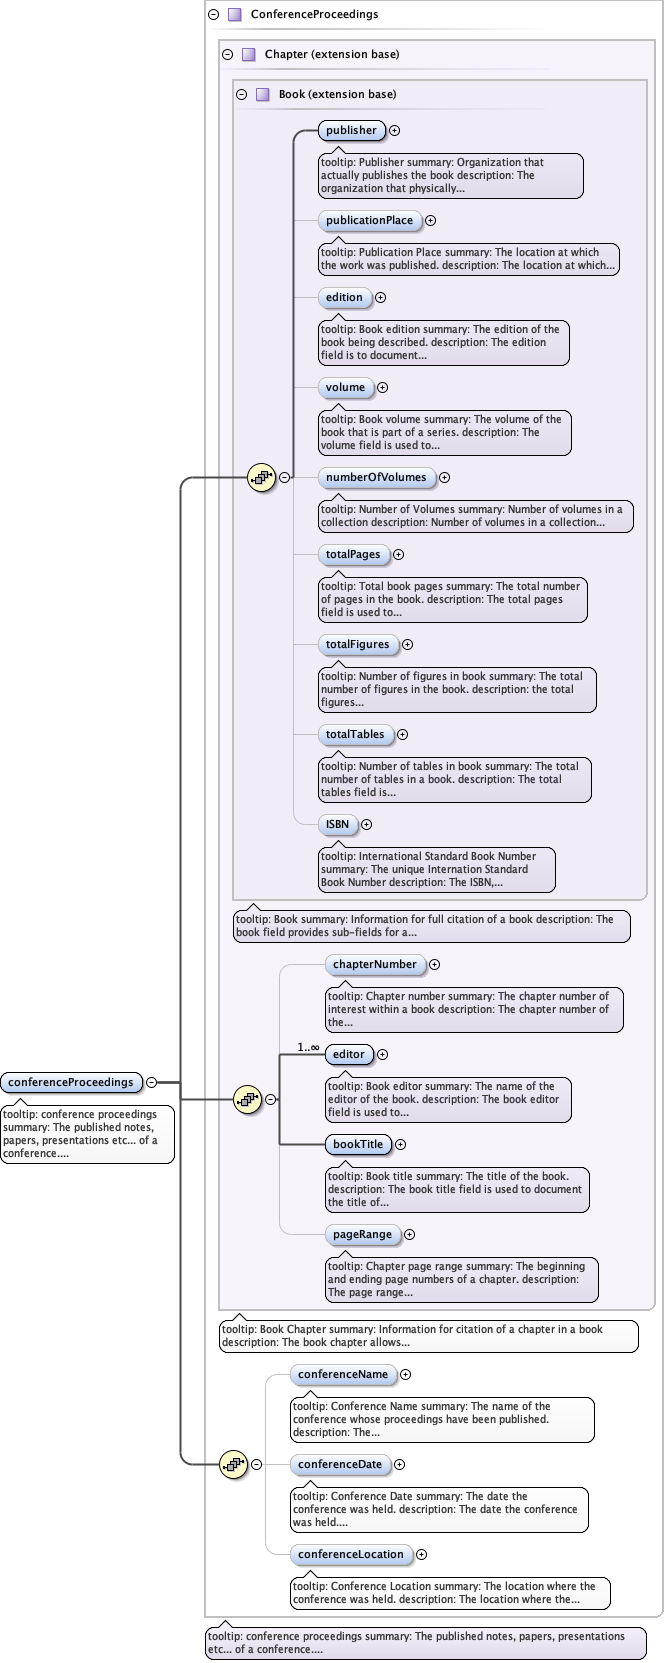 ConferenceProceedings
Chapter (extension base)
Book (extension base)
publisher
tooltip: Publisher summary: Organization that
actually publishes the book description: The
organization that physically...
publicationPlace
tooltip: Publication Place summary: The location at which
the work was published. description: The location at which...
edition
tooltip: Book edition summary: The edition of the
book being described. description: The edition
field is to document...
volume
tooltip: Book volume summary: The volume of the
book that is part of a series. description: The
volume field is used to...
numberOfVolumes
tooltip: Number of Volumes summary: Number of volumes in a
collection description: Number of volumes in a collection...
totalPages
tooltip: Total book pages summary: The total number
of pages in the book. description: The total pages
field is used to...
totalFigures
tooltip: Number of figures in book summary: The total
number of figures in the book. description: the total
figures...
totalTables
tooltip: Number of tables in book summary: The total
number of tables in a book. description: The total
tables field is...
ISBN
tooltip: International Standard Book Number
summary: The unique Internation Standard
Book Number description: The ISBN,...
tooltip: Book summary: Information for full citation of a book description: The
book field provides sub-fields for a...
chapterNumber
tooltip: Chapter number summary: The chapter number of
interest within a book description: The chapter number of
the...
1..∞
editor
tooltip: Book editor summary: The name of the
editor of the book. description: The book editor
field is used to...
conferenceProceedings
tooltip: conference proceedings
summary: The published notes,
papers, presentations etc... of a
conference....
bookTitle
tooltip: Book title summary: The title of the book.
description: The book title field is used to document
the title of...
pageRange
tooltip: Chapter page range summary: The beginning
and ending page numbers of a chapter. description:
The page range...
tooltip: Book Chapter summary: Information for citation of a chapter in a book
description: The book chapter allows...
conferenceName
tooltip: Conference Name summary: The name of the
conference whose proceedings have been published.
description: The...
conferenceDate
tooltip: Conference Date summary: The date the
conference was held. description: The date the conference
was held....
conferenceLocation
tooltip: Conference Location summary: The location where the
conference was held. description: The location where the...
tooltip: conference proceedings summary: The published notes, papers, presentations
etc... of a conference....